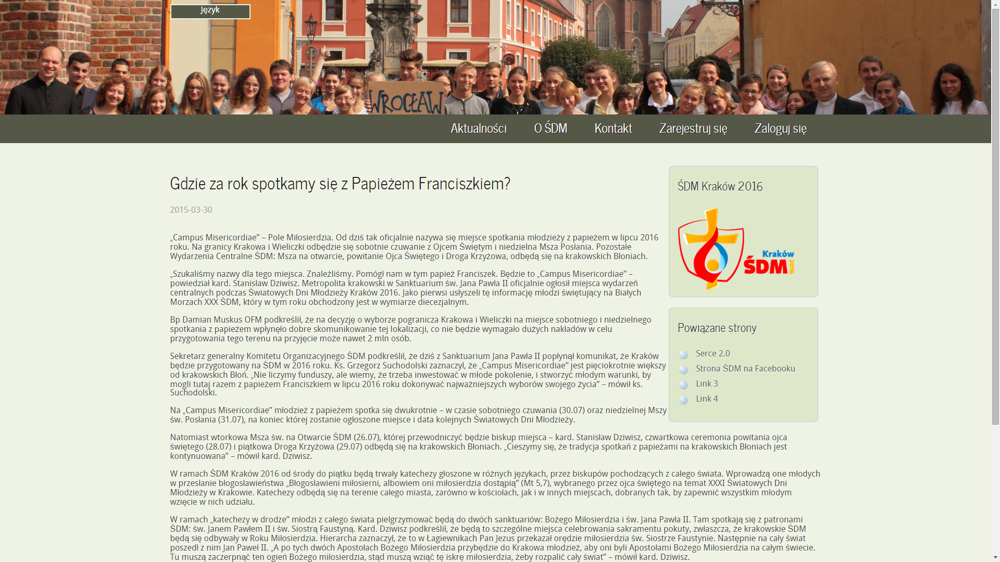 Język
WROCŁAW
Aktualności O ŚDM Kontakt Zarejestruj się Zaloguj się
Gdzie za rok spotkamy się z Papieżem Franciszkiem?
2015-03-30
„Campus Misericordiae” – Pole Miłosierdzia. Od dziś tak oficjalnie nazywa się miejsce spotkania młodzieży z papieżem w lipcu 2016
roku. Na granicy Krakowa i Wieliczki odbędzie się sobotnie czuwanie z Ojcem Świętym i niedzielna Msza Posłania. Pozostałe
Wydarzenia Centralne ŚDM: Msza na otwarcie, powitanie Ojca Świętego i Droga Krzyżowa, odbędą się na krakowskich Błoniach.
„Szukaliśmy nazwy dla tego miejsca. Znaleźliśmy. Pomógł nam w tym papież Franciszek. Będzie to „Campus Misericordiae” –
powiedział kard. Stanisław Dziwisz. Metropolita krakowski w Sanktuarium św. Jana Pawła II oficjalnie ogłosił miejsca wydarzeń
centralnych podczas Światowych Dni Młodzieży Kraków 2016. Jako pierwsi usłyszeli tę informację młodzi świętujący na Białych
Morzach XXX ŚDM, który w tym roku obchodzony jest w wymiarze diecezjalnym.
Bp Damian Muskus OFM podkreślił, że na decyzję o wyborze pogranicza Krakowa i Wieliczki na miejsce sobotniego i niedzielnego
spotkania z papieżem wpłynęło dobre skomunikowanie tej lokalizacji, co nie będzie wymagało dużych nakładów w celu
przygotowania tego terenu na przyjęcie może nawet 2 mln osób.
Sekretarz generalny Komitetu Organizacyjnego ŚDM podkreślił, że dziś z Sanktuarium Jana Pawła II popłynął komunikat, że Kraków
będzie przygotowany na ŚDM w 2016 roku. Ks. Grzegorz Suchodolski zaznaczył, że „Campus Misericordiae” jest pięciokrotnie większy
od krakowskich Błoń. „Nie liczymy funduszy, ale wiemy, że trzeba inwestować w młode pokolenie, i stworzyć młodym warunki, by
mogli tutaj razem z papieżem Franciszkiem w lipcu 2016 roku dokonywać najważniejszych wyborów swojego życia” – mówił ks.
Suchodolski.
Na „Campus Misericordiae” młodzież z papieżem spotka się dwukrotnie – w czasie sobotniego czuwania (30.07) oraz niedzielnej Mszy
św. Posłania (31.07), na koniec której zostanie ogłoszone miejsce i data kolejnych Światowych Dni Młodzieży.
Natomiast wtorkowa Msza św. na Otwarcie ŚDM (26.07), której przewodniczyć będzie biskup miejsca – kard. Stanisław Dziwisz, czwartkowa ceremonia powitania ojca
świętego (28.07) i piątkowa Droga Krzyżowa (29.07) odbędą się na krakowskich Błoniach. „Cieszymy się, że tradycja spotkań z papieżami na krakowskich Błoniach jest
kontynuowana” – mówił kard. Dziwisz.
W ramach ŚDM Kraków 2016 od środy do piątku będą trwały katechezy głoszone w różnych językach, przez biskupów pochodzących z całego świata. Wprowadzą one młodych
w przesłanie błogosławieństwa „Błogosławieni miłosierni, albowiem oni miłosierdzia dostąpią” (Mt 5,7), wybranego przez ojca świętego na temat XXXI Światowych Dni
Młodzieży w Krakowie. Katechezy odbędą się na terenie całego miasta, zarówno w kościołach, jak i w innych miejscach, dobranych tak, by zapewnić wszystkim młodym
wzięcie w nich udziału.
W ramach „katechezy w drodze” młodzi z całego świata pielgrzymować będą do dwóch sanktuariów: Bożego Miłosierdzia i św. Jana Pawła II. Tam spotkają się z patronami
ŚDM: św. Janem Pawłem II i św. Siostrą Faustyną. Kard. Dziwisz podkreślił, że będą to szczególne miejsca celebrowania sakramentu pokuty, zwłaszcza, że krakowskie ŚDM
będą się odbywały w Roku Miłosierdzia. Hierarcha zaznaczył, że to w Łagiewnikach Pan Jezus przekazał orędzie miłosierdzia św. Siostrze Faustynie. Następnie na cały świat
poszedł z nim Jan Paweł II. „A po tych dwóch Apostołach Bożego Miłosierdzia przybędzie do Krakowa młodzież, aby oni byli Apostołami Bożego Miłosierdzia na całym świecie.
Tu muszą zaczerpnąć ten ogień Bożego miłosierdzia, stąd muszą wziąć tę iskrę miłosierdzia, żeby rozpalić cały świat” – mówił kard. Dziwisz.
ŚDM Kraków 2016
Kraków
ŚDM 2016
Powiązane strony
Serce 2.0
Strona ŚDM na Facebooku
Link 3
Link 4